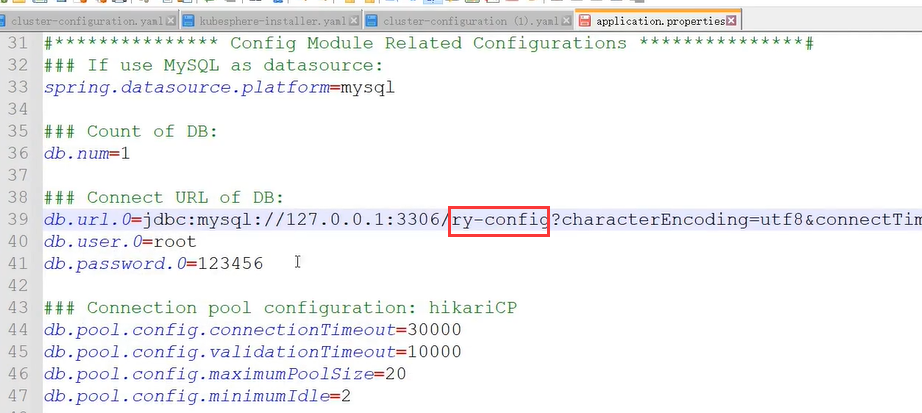 cluster-configuration.yaml kubesphere-installer.yaml cluster-configuration (1).yaml application.properties
31 #*************** Config Module Related Configurations ***************#
32 ### If use MySQL as datasource:
33 spring.datasource.platform=mysql
34
35 ### Count of DB:
36 db.num=1
37
38 ### Connect URL of DB:
39 db.url.0=jdbc:mysql://127.0.0.1:3306/ry-config?characterEncoding=utf8&connectTim
40 db.user.0=root
41 db.password.0=123456
42
43 ### Connection pool configuration: hikariCP
44 db.pool.config.connectionTimeout=30000
45 db.pool.config.validationTimeout=10000
46 db.pool.config.maximumPoolSize=20
47 db.pool.config.minimumIdle=2